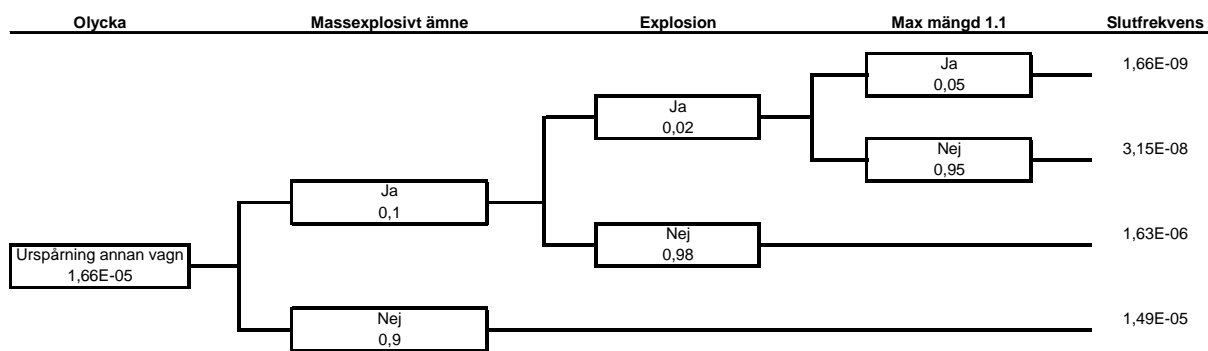 Olycka Massexplosivt ämne Explosion Max mängd 1.1 Slutfrekvens
Ja
0,05
1,66E-09
Ja
0,02
Nej
0,95
3,15E-08
Ja
0,1
Nej
0,98
1,63E-06
Urspårning annan vagn
1,66E-05
Nej
0,9
1,49E-05